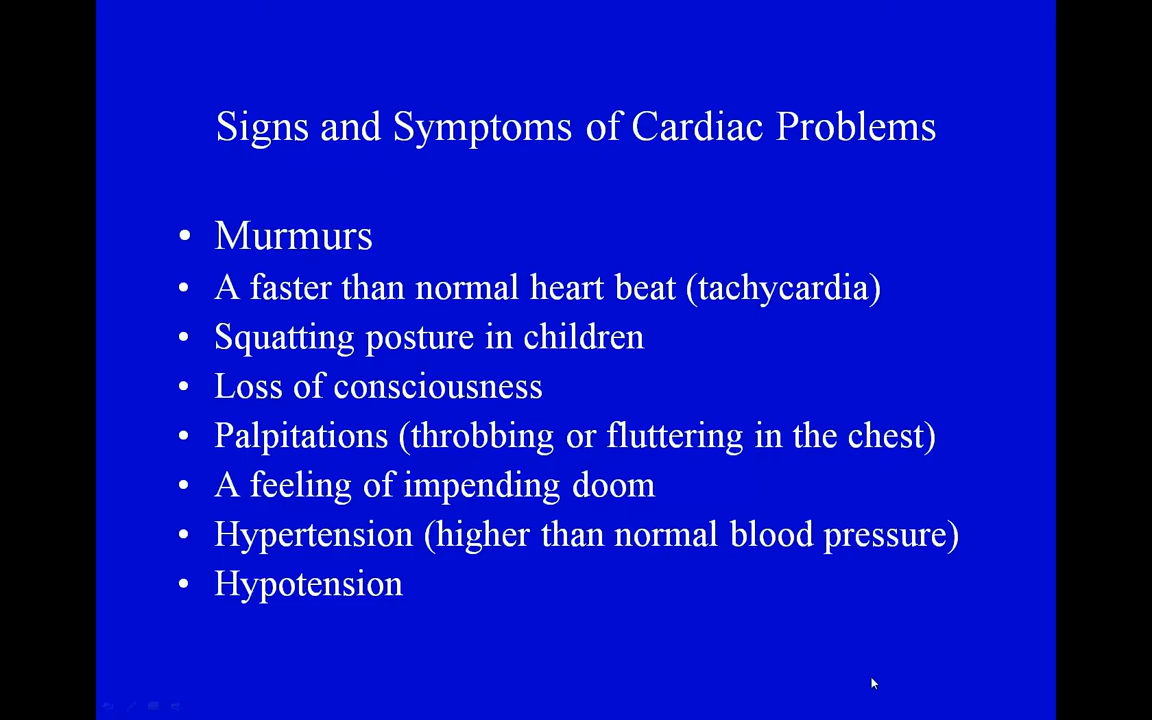 Signs and Symptoms of Cardiac Problems
• Murmurs
• A faster than normal heart beat (tachycardia)
• Squatting posture in children
• Loss of consciousness
• Palpitations (throbbing or fluttering in the chest)
• A feeling of impending doom
• Hypertension (higher than normal blood pressure)
• Hypotension